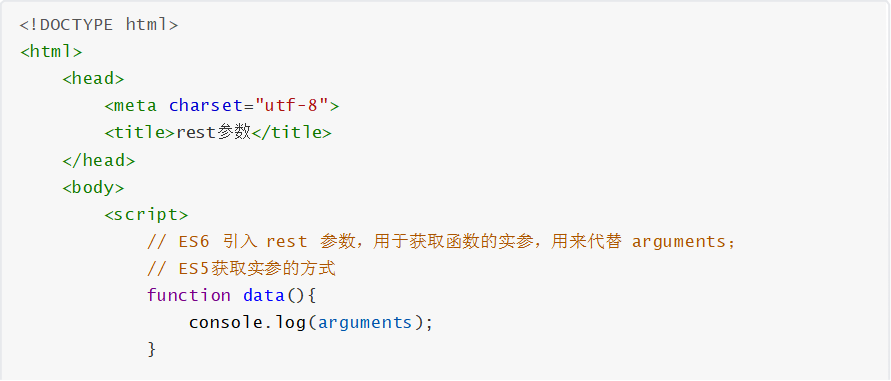 <!DOCTYPE html>
<html>
    <head>
        <meta charset="utf-8">
        <title>rest参数</title>
    </head>
    <body>
        <script>
            // ES6 引入 rest 参数，用于获取函数的实参，用来代替 arguments；
            // ES5获取实参的方式
            function data(){
                console.log(arguments);
            }